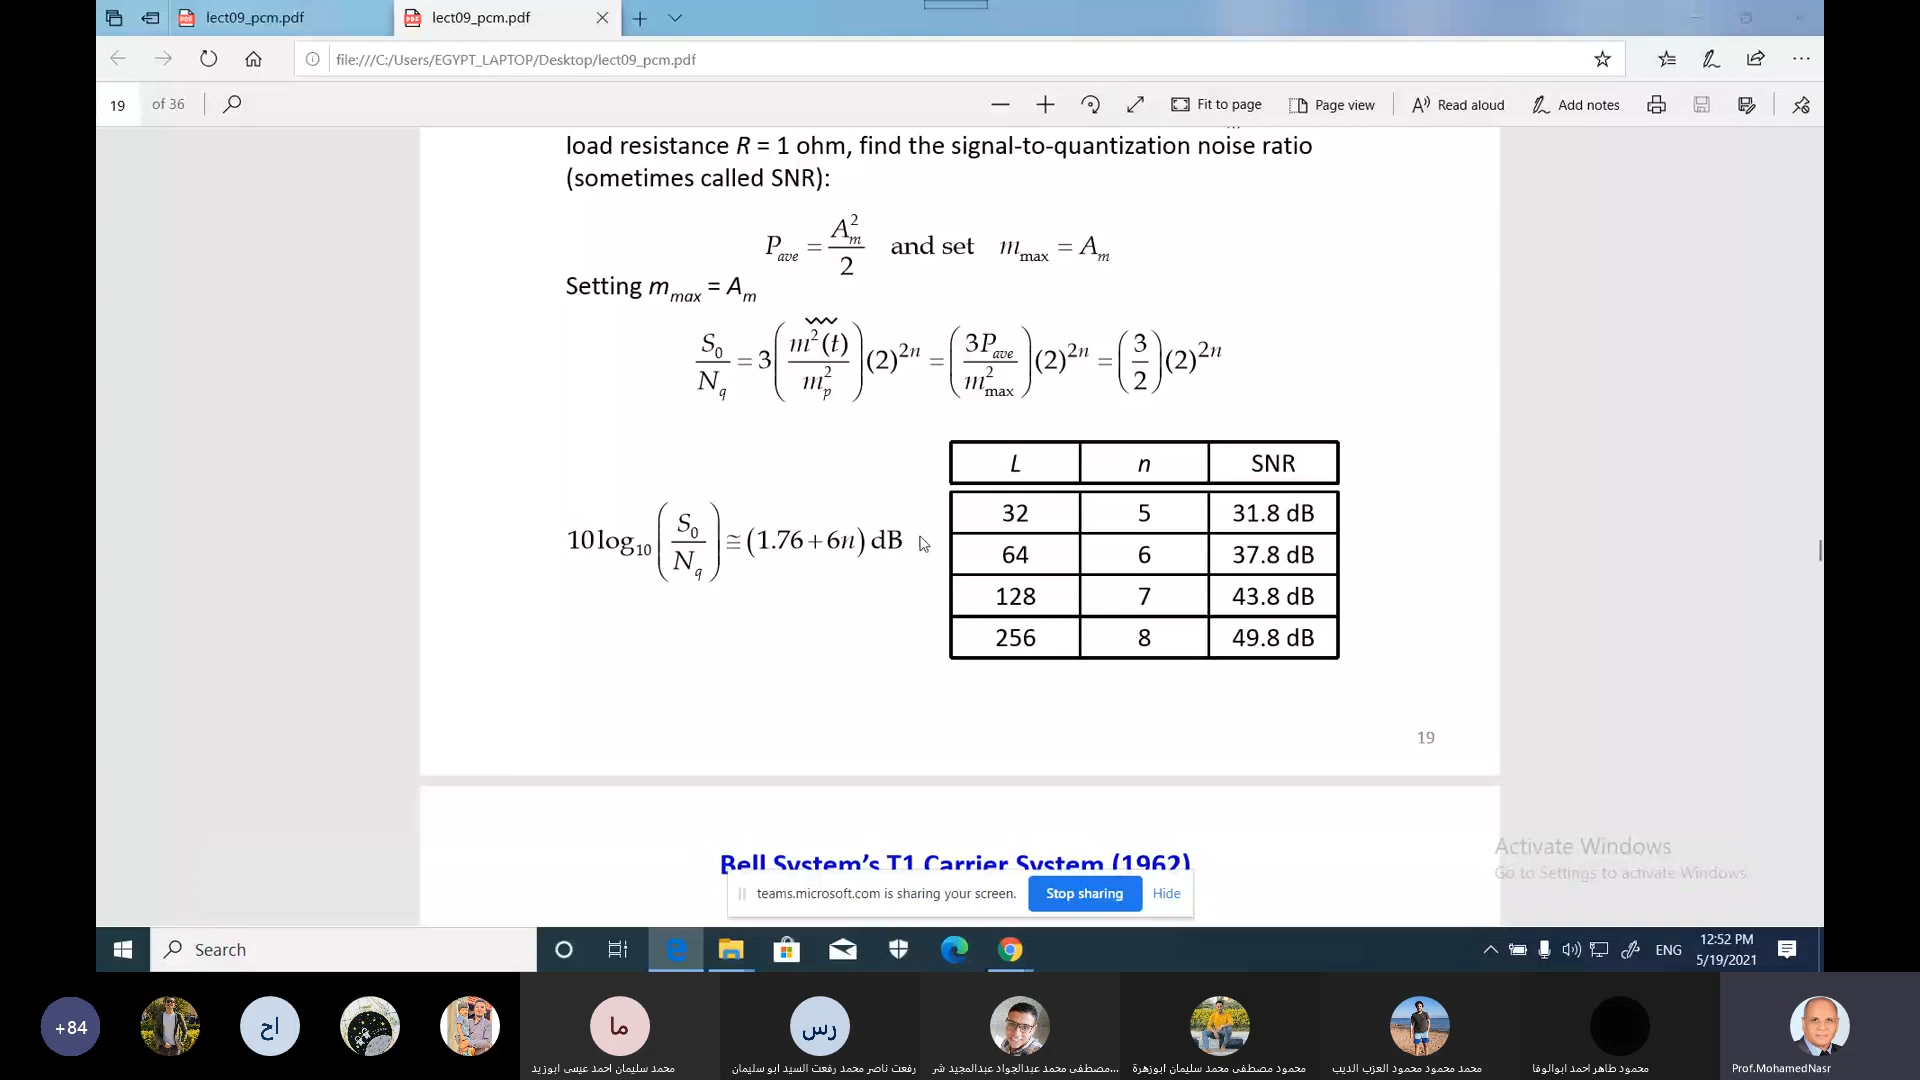 lect09_pcm.pdf
lect09_pcm.pdf
file:///C:/Users/EGYPT_LAPTOP/Desktop/lect09_pcm.pdf
19 of 36
Fit to page
Page view
Read aloud
Add notes
load resistance R = 1 ohm, find the signal-to-quantization noise ratio
(sometimes called SNR):
P_ave = A_m^2 / 2 and set m_max = A_m
Setting m_max = A_m
S_0 / N_q = 3 ( m^2(t) / m_p^2 ) (2)^{2n} = ( 3P_ave / m_max^2 ) (2)^{2n} = ( 3 / 2 ) (2)^{2n}
10 log_10 ( S_0 / N_q ) ≅ (1.76 + 6n) dB
L n SNR
32 5 31.8 dB
64 6 37.8 dB
128 7 43.8 dB
256 8 49.8 dB
19
Bell System's T1 Carrier System (1962)
Activate Windows
Go to Settings to activate Windows.
teams.microsoft.com is sharing your screen.
Stop sharing
Hide
Search
ENG
12:52 PM
5/19/2021
+84
اح
ما
رس
محمد سليمان احمد عيسى ابوزيد
رفعت ناصر محمد رفعت السيد ابو سليمان
مصطفى محمد عبدالجواد عبدالمجيد شر...
محمود مصطفى محمد سليمان ابوزهرة
محمد محمود محمود العزب الديب
محمود طاهر احمد ابوالوفا
Prof.MohamedNasr